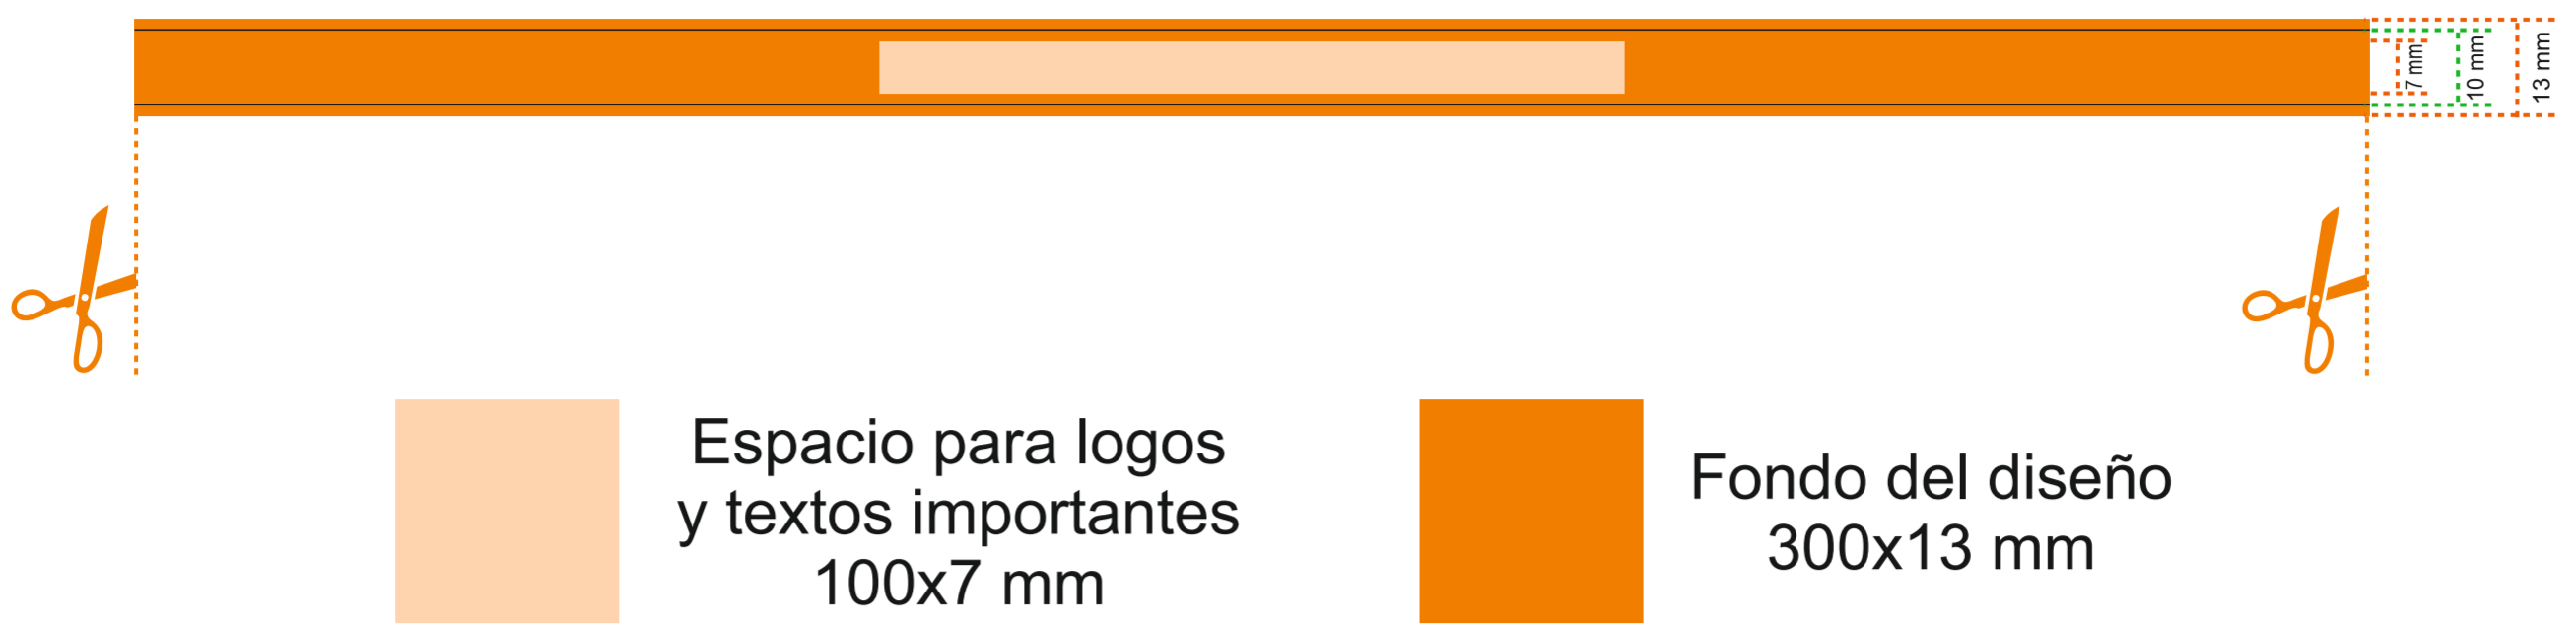 7 mm
10 mm
13 mm
Espacio para logos
y textos importantes
100x7 mm
Fondo del diseño
300x13 mm